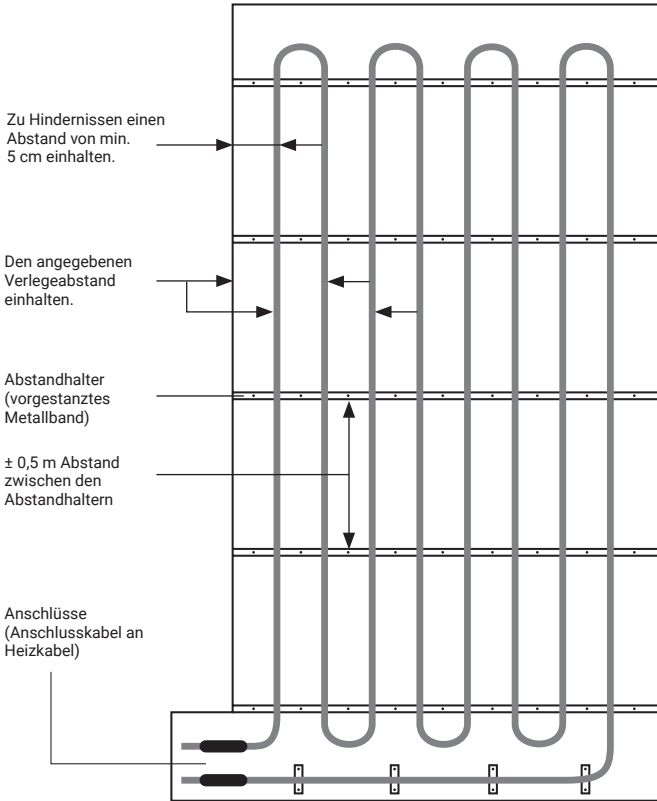 Zu Hindernissen einen
Abstand von min.
5 cm einhalten.
Den angegebenen
Verlegeabstand
einhalten.
Abstandhalter
(vorgestanztes
Metallband)
± 0,5 m Abstand
zwischen den
Abstandhaltern
Anschlüsse
(Anschlusskabel an
Heizkabel)